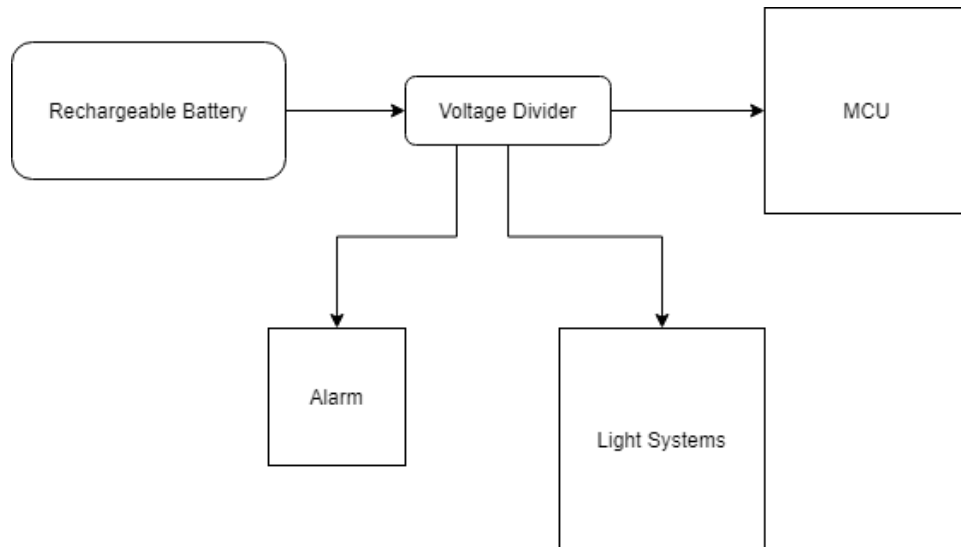 Rechargeable Battery
Voltage Divider
MCU
Alarm
Light Systems